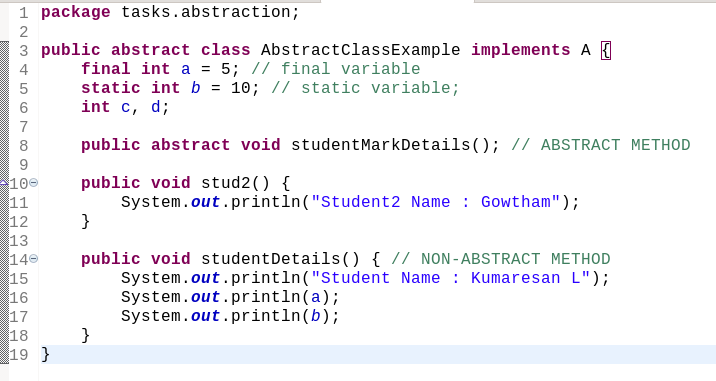 1 package tasks.abstraction;
2
3 public abstract class AbstractClassExample implements A {
4     final int a = 5; // final variable
5     static int b = 10; // static variable;
6     int c, d;
7
8     public abstract void studentMarkDetails(); // ABSTRACT METHOD
9
10     public void stud2() {
11         System.out.println("Student2 Name : Gowtham");
12     }
13
14     public void studentDetails() { // NON-ABSTRACT METHOD
15         System.out.println("Student Name : Kumaresan L");
16         System.out.println(a);
17         System.out.println(b);
18     }
19 }